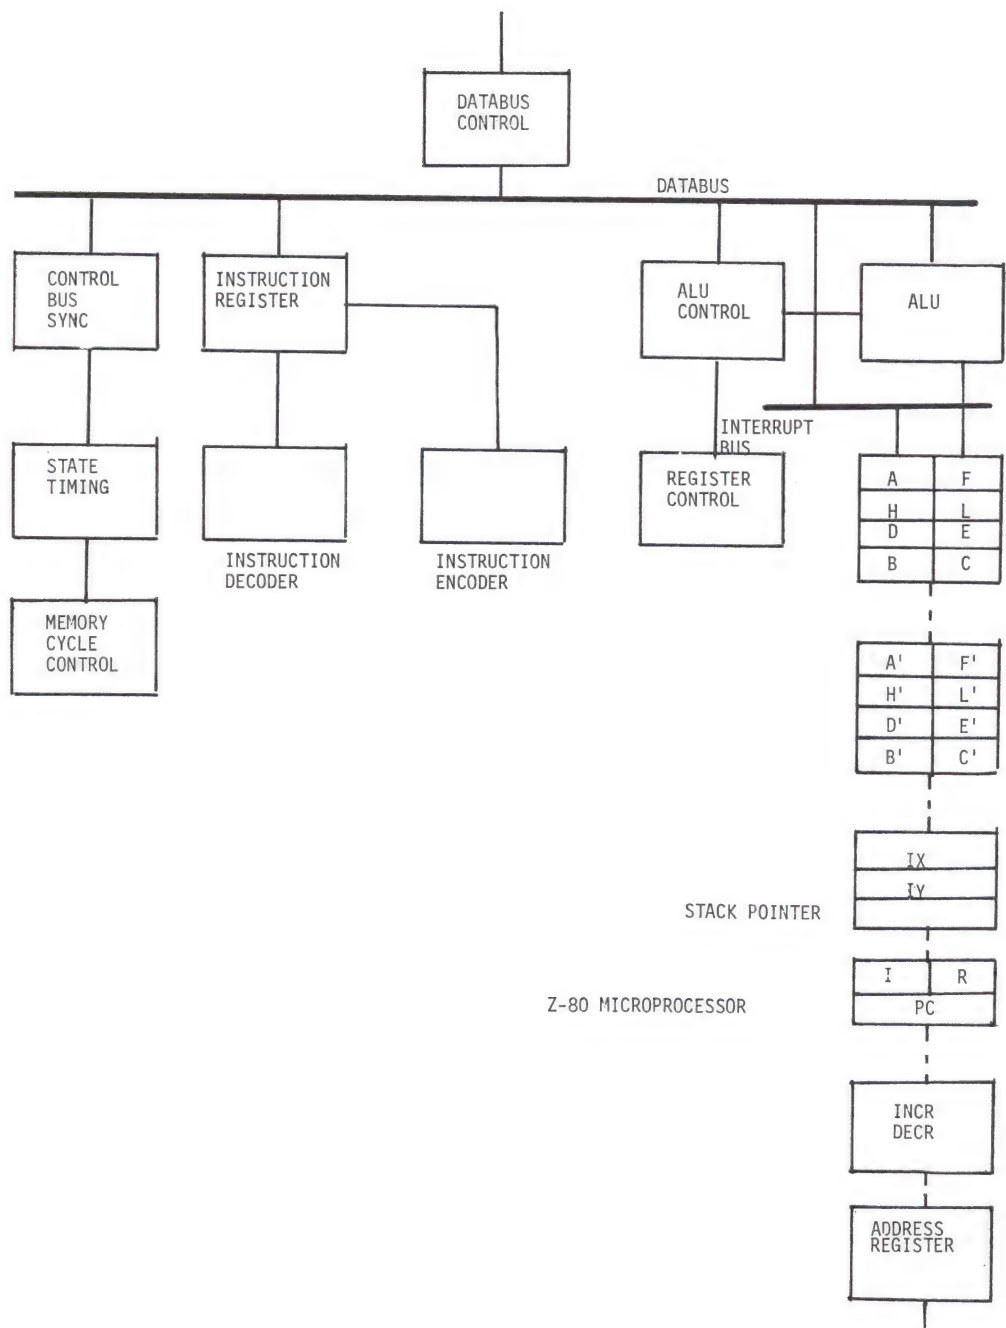 DATABUS
CONTROL
DATABUS
CONTROL
BUS
SYNC
INSTRUCTION
REGISTER
ALU
CONTROL
ALU
INTERRUPT
BUS
STATE
TIMING
REGISTER
CONTROL
A F
H L
D E
B C
INSTRUCTION
DECODER
INSTRUCTION
ENCODER
MEMORY
CYCLE
CONTROL
A' F'
H' L'
D' E'
B' C'
IX
IY
STACK POINTER
I R
PC
Z-80 MICROPROCESSOR
INCR
DECR
ADDRESS
REGISTER